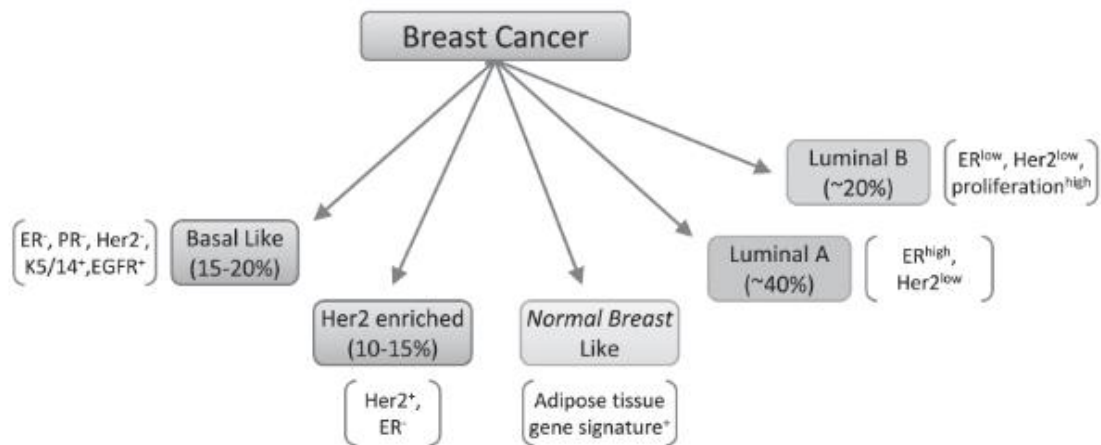 Breast Cancer
Luminal B
(~20%)
ERˡᵒʷ, Her2ˡᵒʷ,
proliferationʰⁱᵍʰ
ER⁻, PR⁻, Her2⁻,
K5/14⁺,EGFR⁺
Basal Like
(15-20%)
Luminal A
(~40%)
ERʰⁱᵍʰ,
Her2ˡᵒʷ
Her2 enriched
(10-15%)
Normal Breast
Like
Her2⁺,
ER⁻
Adipose tissue
gene signature⁺